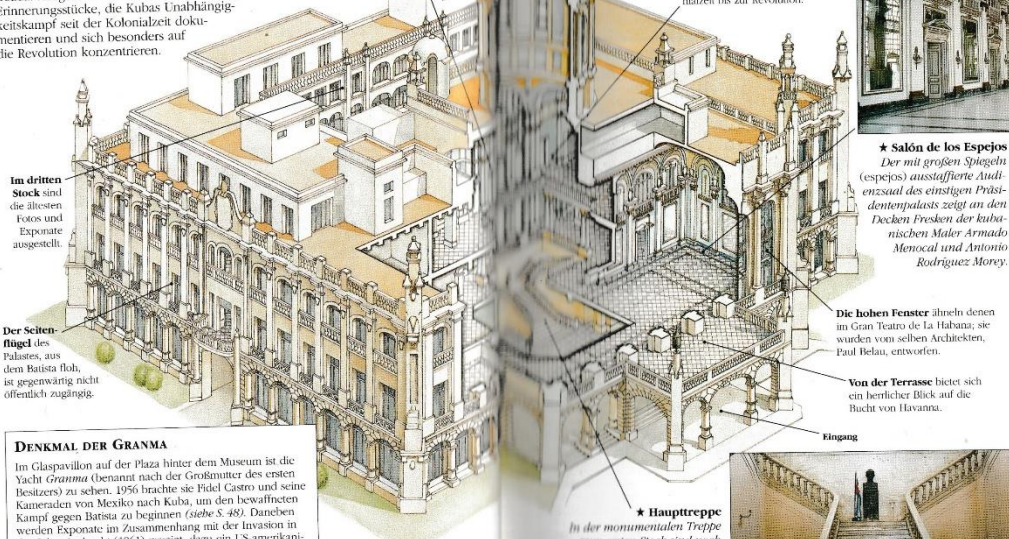 Erinnerungsstücke, die Kubas Unabhängig-
keitskampf seit der Kolonialzeit doku-
mentieren und sich besonders auf
die Revolution konzentrieren.
nialzeit bis zur Revolution.
Im dritten
Stock sind
die ältesten
Fotos und
Exponate
ausgestellt.
Der Seiten-
flügel des
Palastes, aus
dem Batista floh,
ist gegenwärtig nicht
öffentlich zugängig.
DENKMAL DER GRANMA
Im Glaspavillon auf der Plaza hinter dem Museum ist die
Yacht Granma (benannt nach der Großmutter des ersten
Besitzers) zu sehen. 1956 brachte sie Fidel Castro und seine
Kameraden von Mexiko nach Kuba, um den bewaffneten
Kampf gegen Batista zu beginnen (siehe S. 48). Daneben
werden Exponate im Zusammenhang mit der Invasion in
★ Salón de los Espejos
Der mit großen Spiegeln
(espejos) ausstaffierte Audi-
enzsaal des einstigen Präsi-
dentenpalasts zeigt an den
Decken Fresken der kuba-
nischen Maler Armado
Menocal und Antonio
Rodríguez Morey.
Die hohen Fenster ähneln denen
im Gran Teatro de La Habana; sie
wurden vom selben Architekten,
Paul Belau, entworfen.
Von der Terrasse bietet sich
ein herrlicher Blick auf die
Bucht von Havanna.
Eingang
★ Haupttreppe
In der monumentalen Treppe